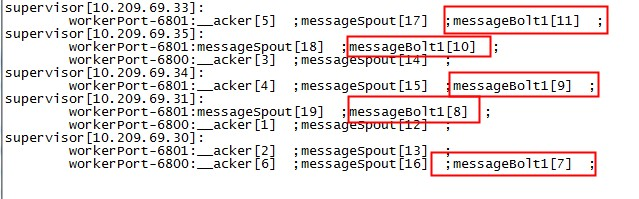 supervisor[10.209.69.33]:
workerPort-6801:__acker[5] ;messageSpout[17] ;messageBolt1[11] ;
supervisor[10.209.69.35]:
workerPort-6801:messageSpout[18] ;messageBolt1[10] ;
workerPort-6800:__acker[3] ;messageSpout[14] ;
supervisor[10.209.69.34]:
workerPort-6801:__acker[4] ;messageSpout[15] ;messageBolt1[9] ;
supervisor[10.209.69.31]:
workerPort-6801:messageSpout[19] ;messageBolt1[8] ;
workerPort-6800:__acker[1] ;messageSpout[12] ;
supervisor[10.209.69.30]:
workerPort-6801:__acker[2] ;messageSpout[13] ;
workerPort-6800:__acker[6] ;messageSpout[16] ;messageBolt1[7] ;